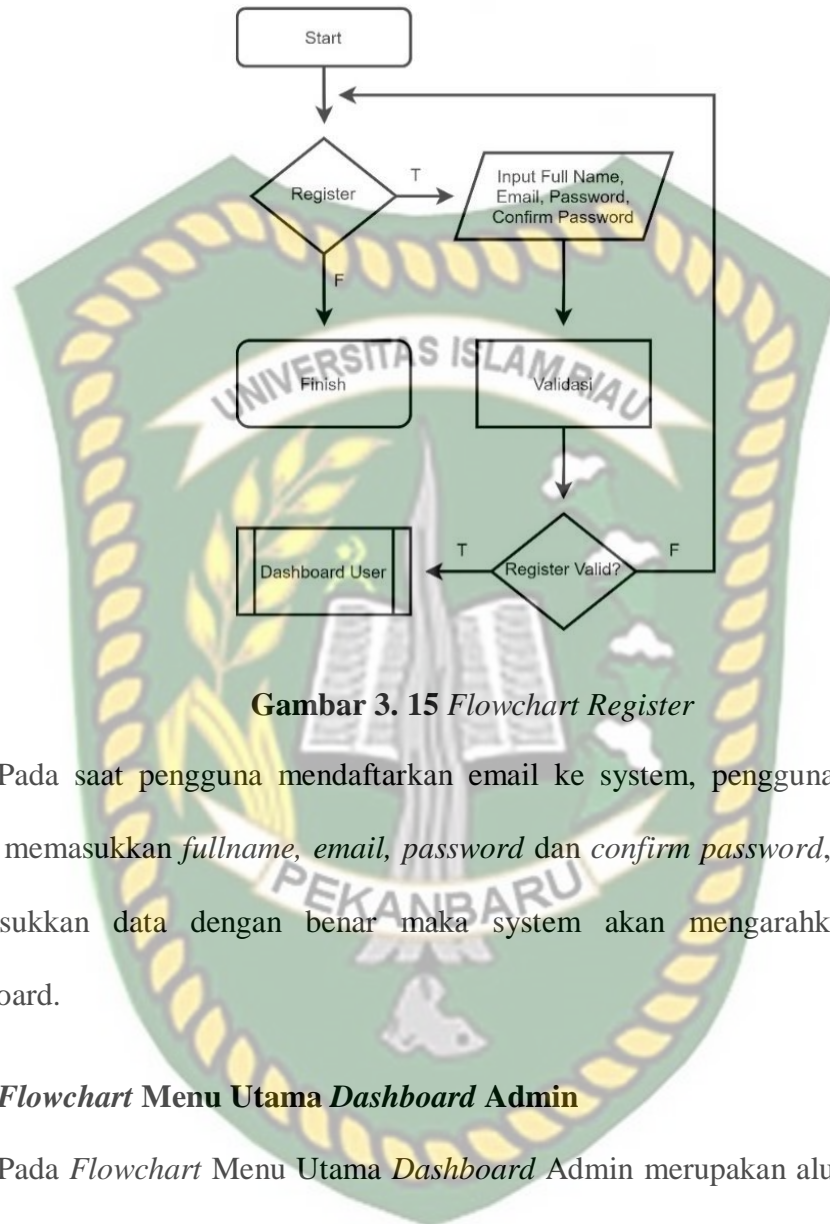 Start
Register
T
Input Full Name,
Email, Password,
Confirm Password
F
UNIVERSITAS ISLAM RIAU
Finish
Validasi
Dashboard User
T
Register Valid?
F
Gambar 3. 15 Flowchart Register
Pada saat pengguna mendaftarkan email ke system, pengguna
memasukkan fullname, email, password dan confirm password,
sukkan data dengan benar maka system akan mengarahk
oard.
PEKANBARU
Flowchart Menu Utama Dashboard Admin
Pada Flowchart Menu Utama Dashboard Admin merupakan alu